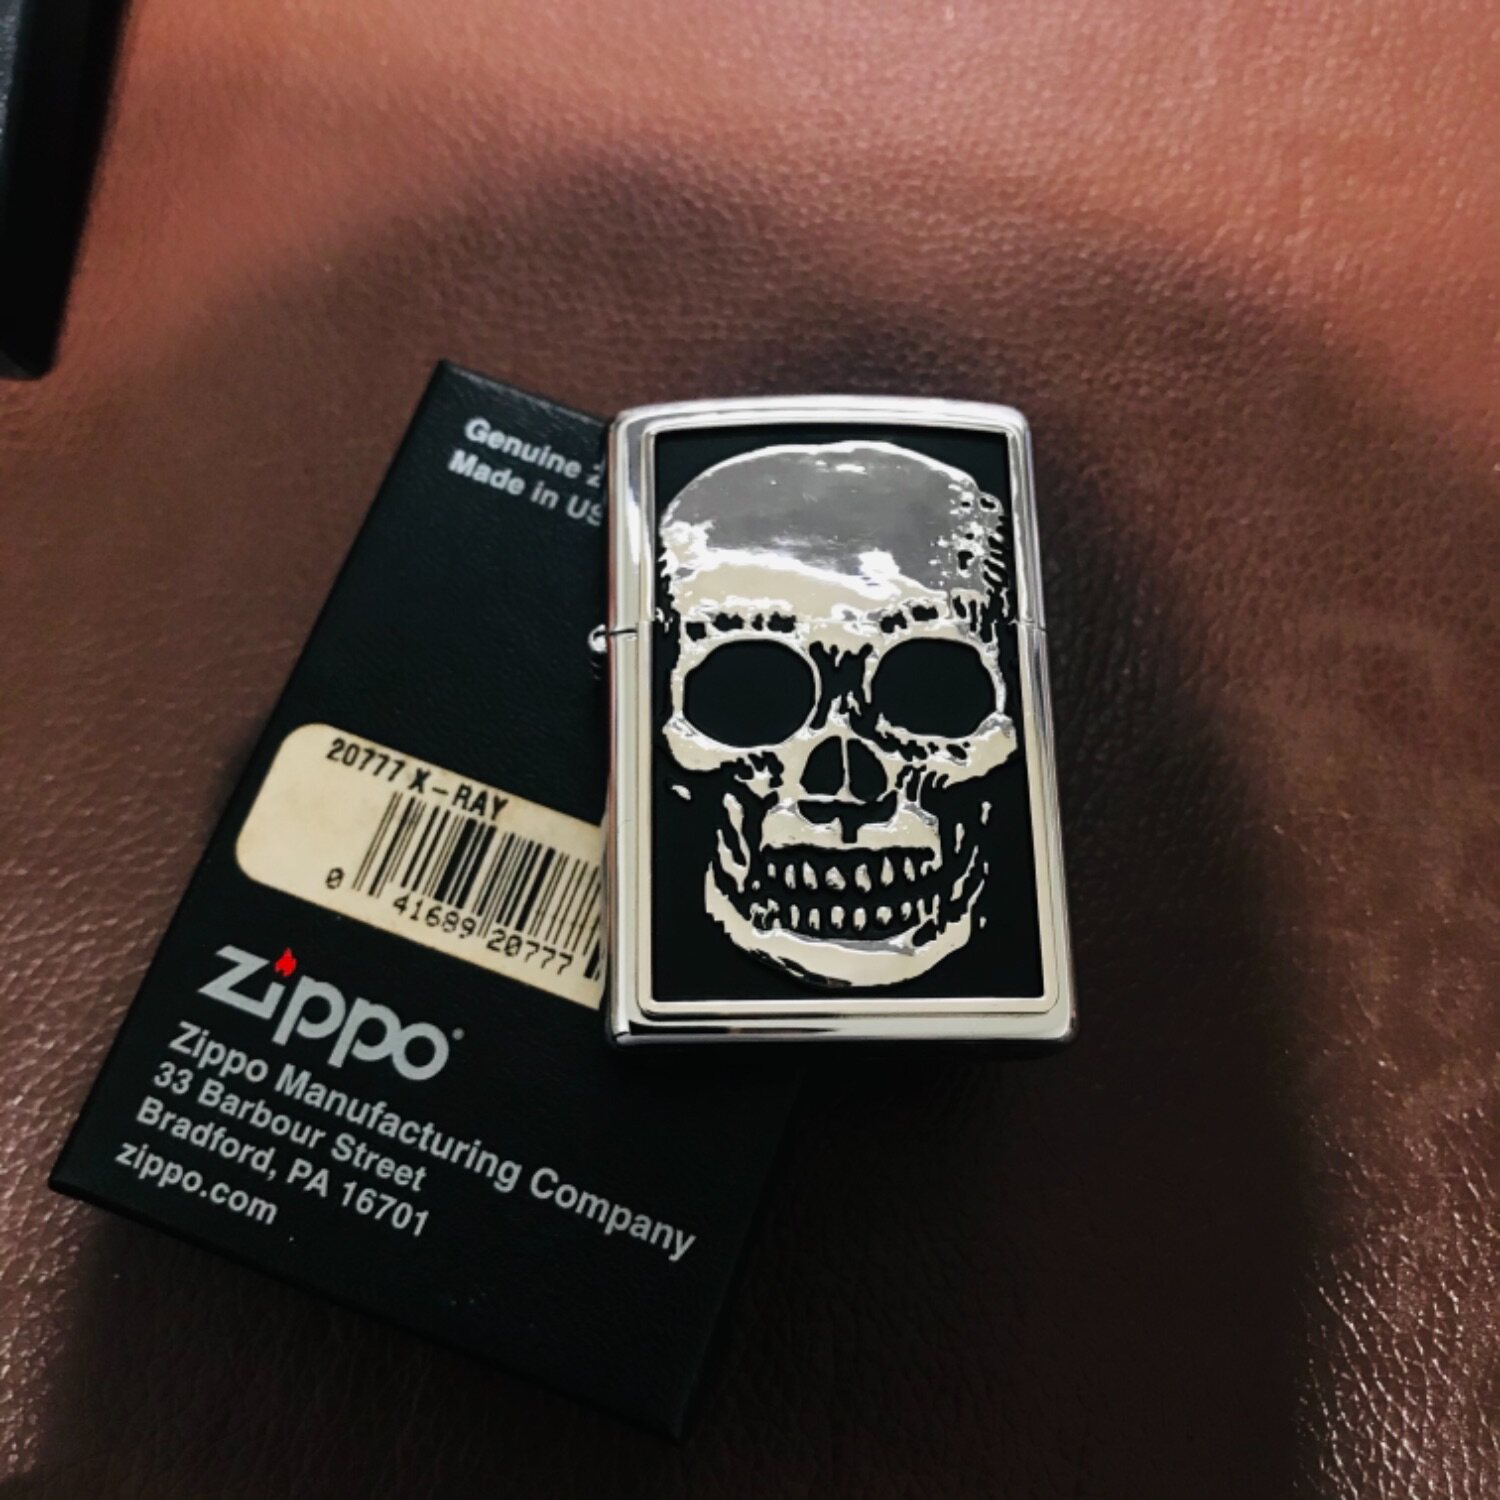 Genuine
Made in
20777 X-RAY
0 41689 20777
Zippo
Zippo Manufacturing Company
33 Barbour Street
Bradford, PA 16701
zippo.com